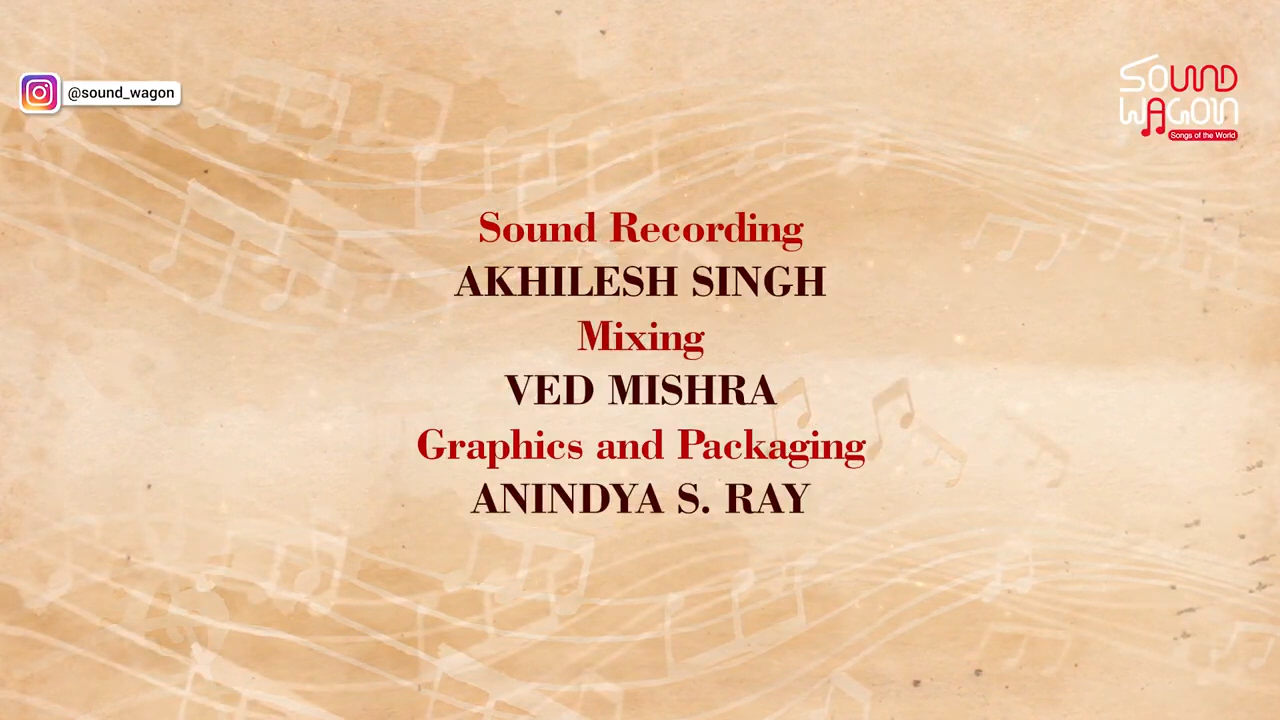 @sound_wagon
SOUND
WAGON
Songs of the World
Sound Recording
AKHILESH SINGH
Mixing
VED MISHRA
Graphics and Packaging
ANINDYA S. RAY